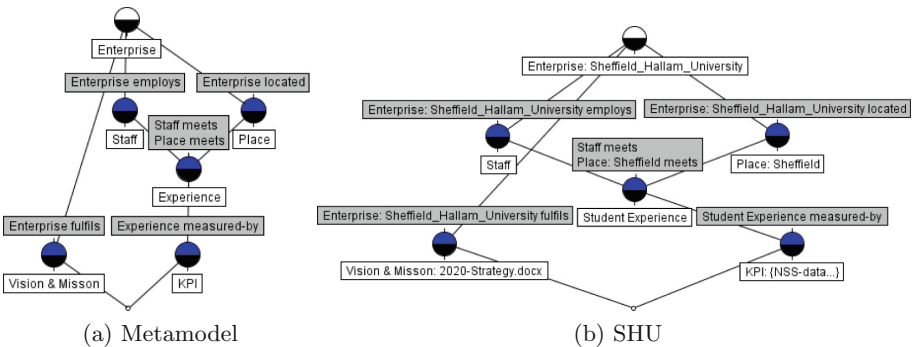 Enterprise
Enterprise employs
Enterprise located
Staff
Staff meets
Place meets
Place
Experience
Enterprise fulfils
Experience measured-by
Vision & Misson
KPI
(a) Metamodel
Enterprise: Sheffield_Hallam_University
Enterprise: Sheffield_Hallam_University employs
Enterprise: Sheffield_Hallam_University located
Staff
Staff meets
Place: Sheffield meets
Place: Sheffield
Student Experience
Enterprise: Sheffield_Hallam_University fulfils
Student Experience measured-by
Vision & Misson: 2020-Strategy.docx
KPI: {NSS-data...}
(b) SHU